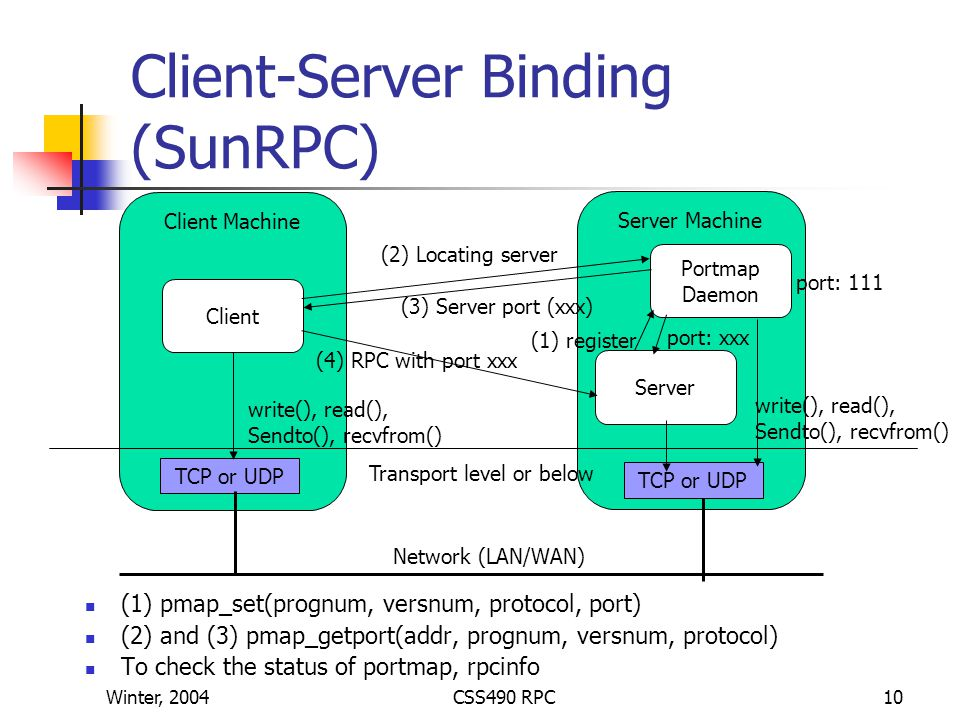 Client-Server Binding
(SunRPC)
Client Machine
Server Machine
(2) Locating server
Portmap
Daemon
port: 111
Client
(3) Server port (xxx)
(1) register
port: xxx
(4) RPC with port xxx
Server
write(), read(),
Sendto(), recvfrom()
write(), read(),
Sendto(), recvfrom()
TCP or UDP
Transport level or below
TCP or UDP
Network (LAN/WAN)
(1) pmap_set(prognum, versnum, protocol, port)
(2) and (3) pmap_getport(addr, prognum, versnum, protocol)
To check the status of portmap, rpcinfo
Winter, 2004
CSS490 RPC
10